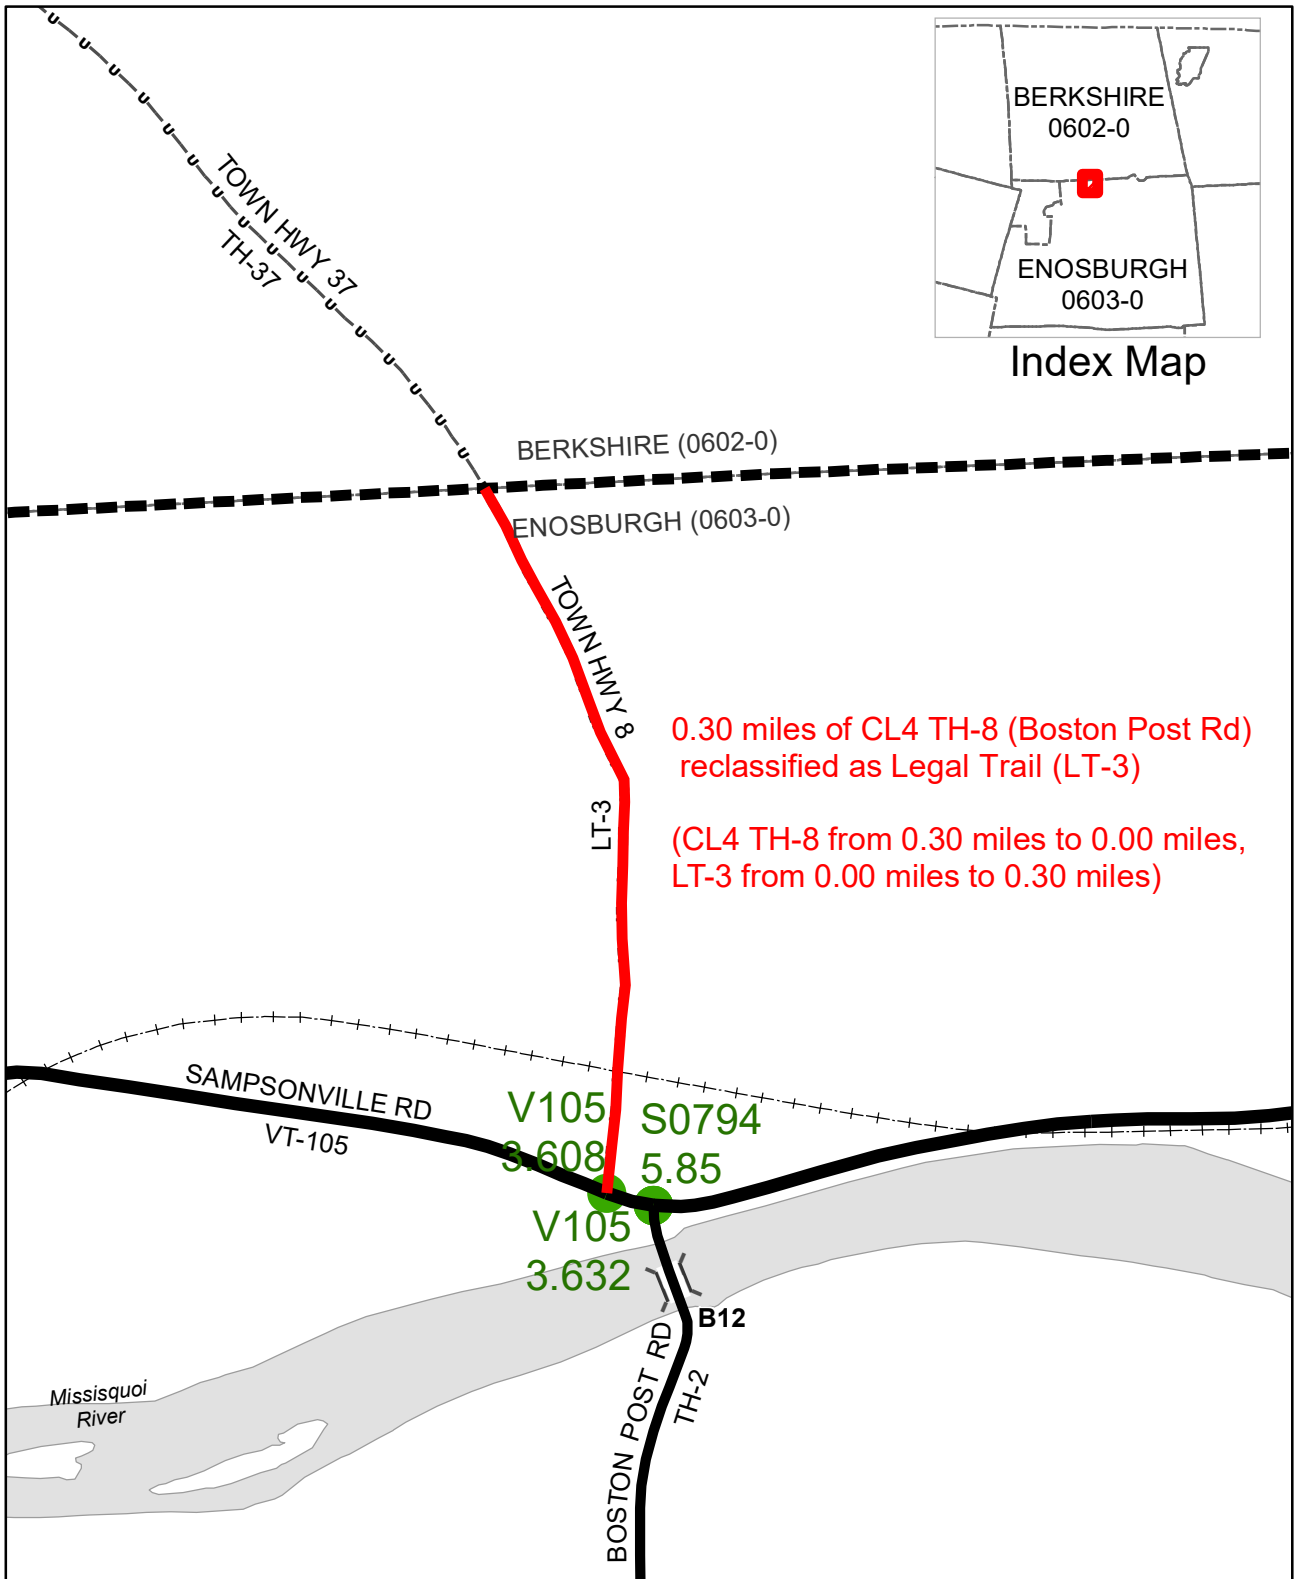 BERKSHIRE
0602-0
ENOSBURGH
0603-0
Index Map
TOWN HWY 37
TH-37
BERKSHIRE (0602-0)
ENOSBURGH (0603-0)
TOWN HWY 8
LT-3
0.30 miles of CL4 TH-8 (Boston Post Rd)
reclassified as Legal Trail (LT-3)
(CL4 TH-8 from 0.30 miles to 0.00 miles,
LT-3 from 0.00 miles to 0.30 miles)
SAMPSONVILLE RD
VT-105
V105
3.608
S0794
5.85
V105
3.632
B12
BOSTON POST RD
TH-2
Missisquoi
River